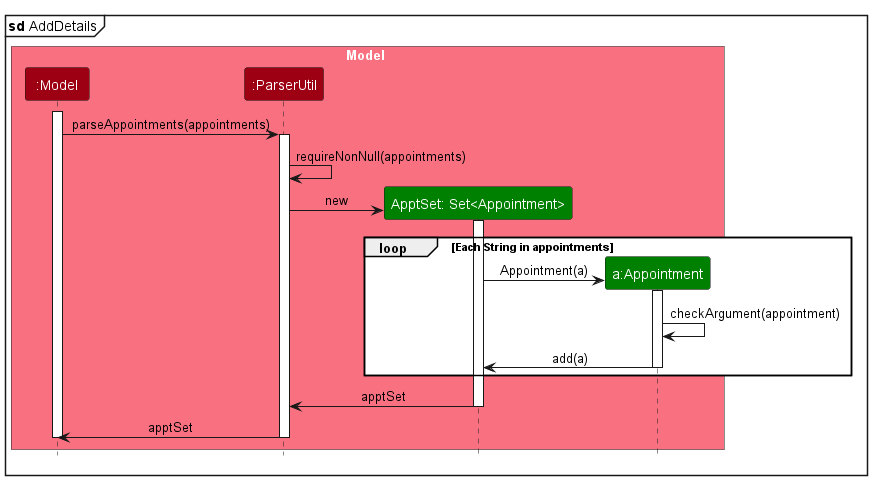 sd AddDetails
Model
:Model
:ParserUtil
parseAppointments(appointments)
requireNonNull(appointments)
new
ApptSet: Set<Appointment>
loop
[Each String in appointments]
Appointment(a)
a:Appointment
checkArgument(appointment)
add(a)
apptSet
apptSet